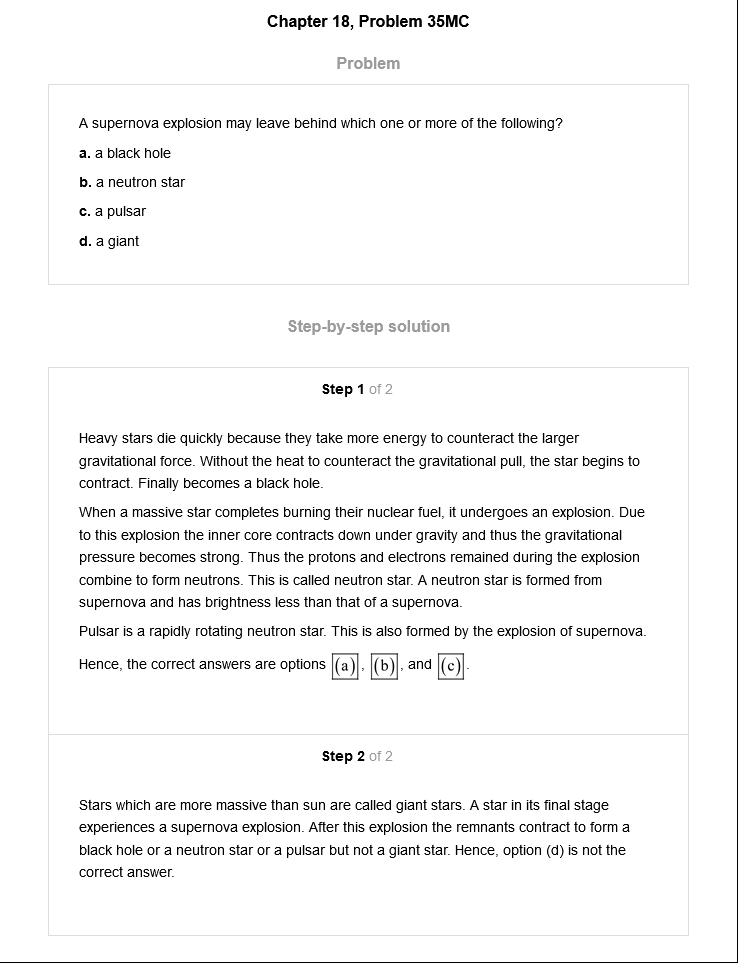 Chapter 18, Problem 35MC
Problem
A supernova explosion may leave behind which one or more of the following?
a. a black hole
b. a neutron star
c. a pulsar
d. a giant
Step-by-step solution
Step 1 of 2
Heavy stars die quickly because they take more energy to counteract the larger
gravitational force. Without the heat to counteract the gravitational pull, the star begins to
contract. Finally becomes a black hole.
When a massive star completes burning their nuclear fuel, it undergoes an explosion. Due
to this explosion the inner core contracts down under gravity and thus the gravitational
pressure becomes strong. Thus the protons and electrons remained during the explosion
combine to form neutrons. This is called neutron star. A neutron star is formed from
supernova and has brightness less than that of a supernova.
Pulsar is a rapidly rotating neutron star. This is also formed by the explosion of supernova.
Hence, the correct answers are options (a), (b), and (c).
Step 2 of 2
Stars which are more massive than sun are called giant stars. A star in its final stage
experiences a supernova explosion. After this explosion the remnants contract to form a
black hole or a neutron star or a pulsar but not a giant star. Hence, option (d) is not the
correct answer.